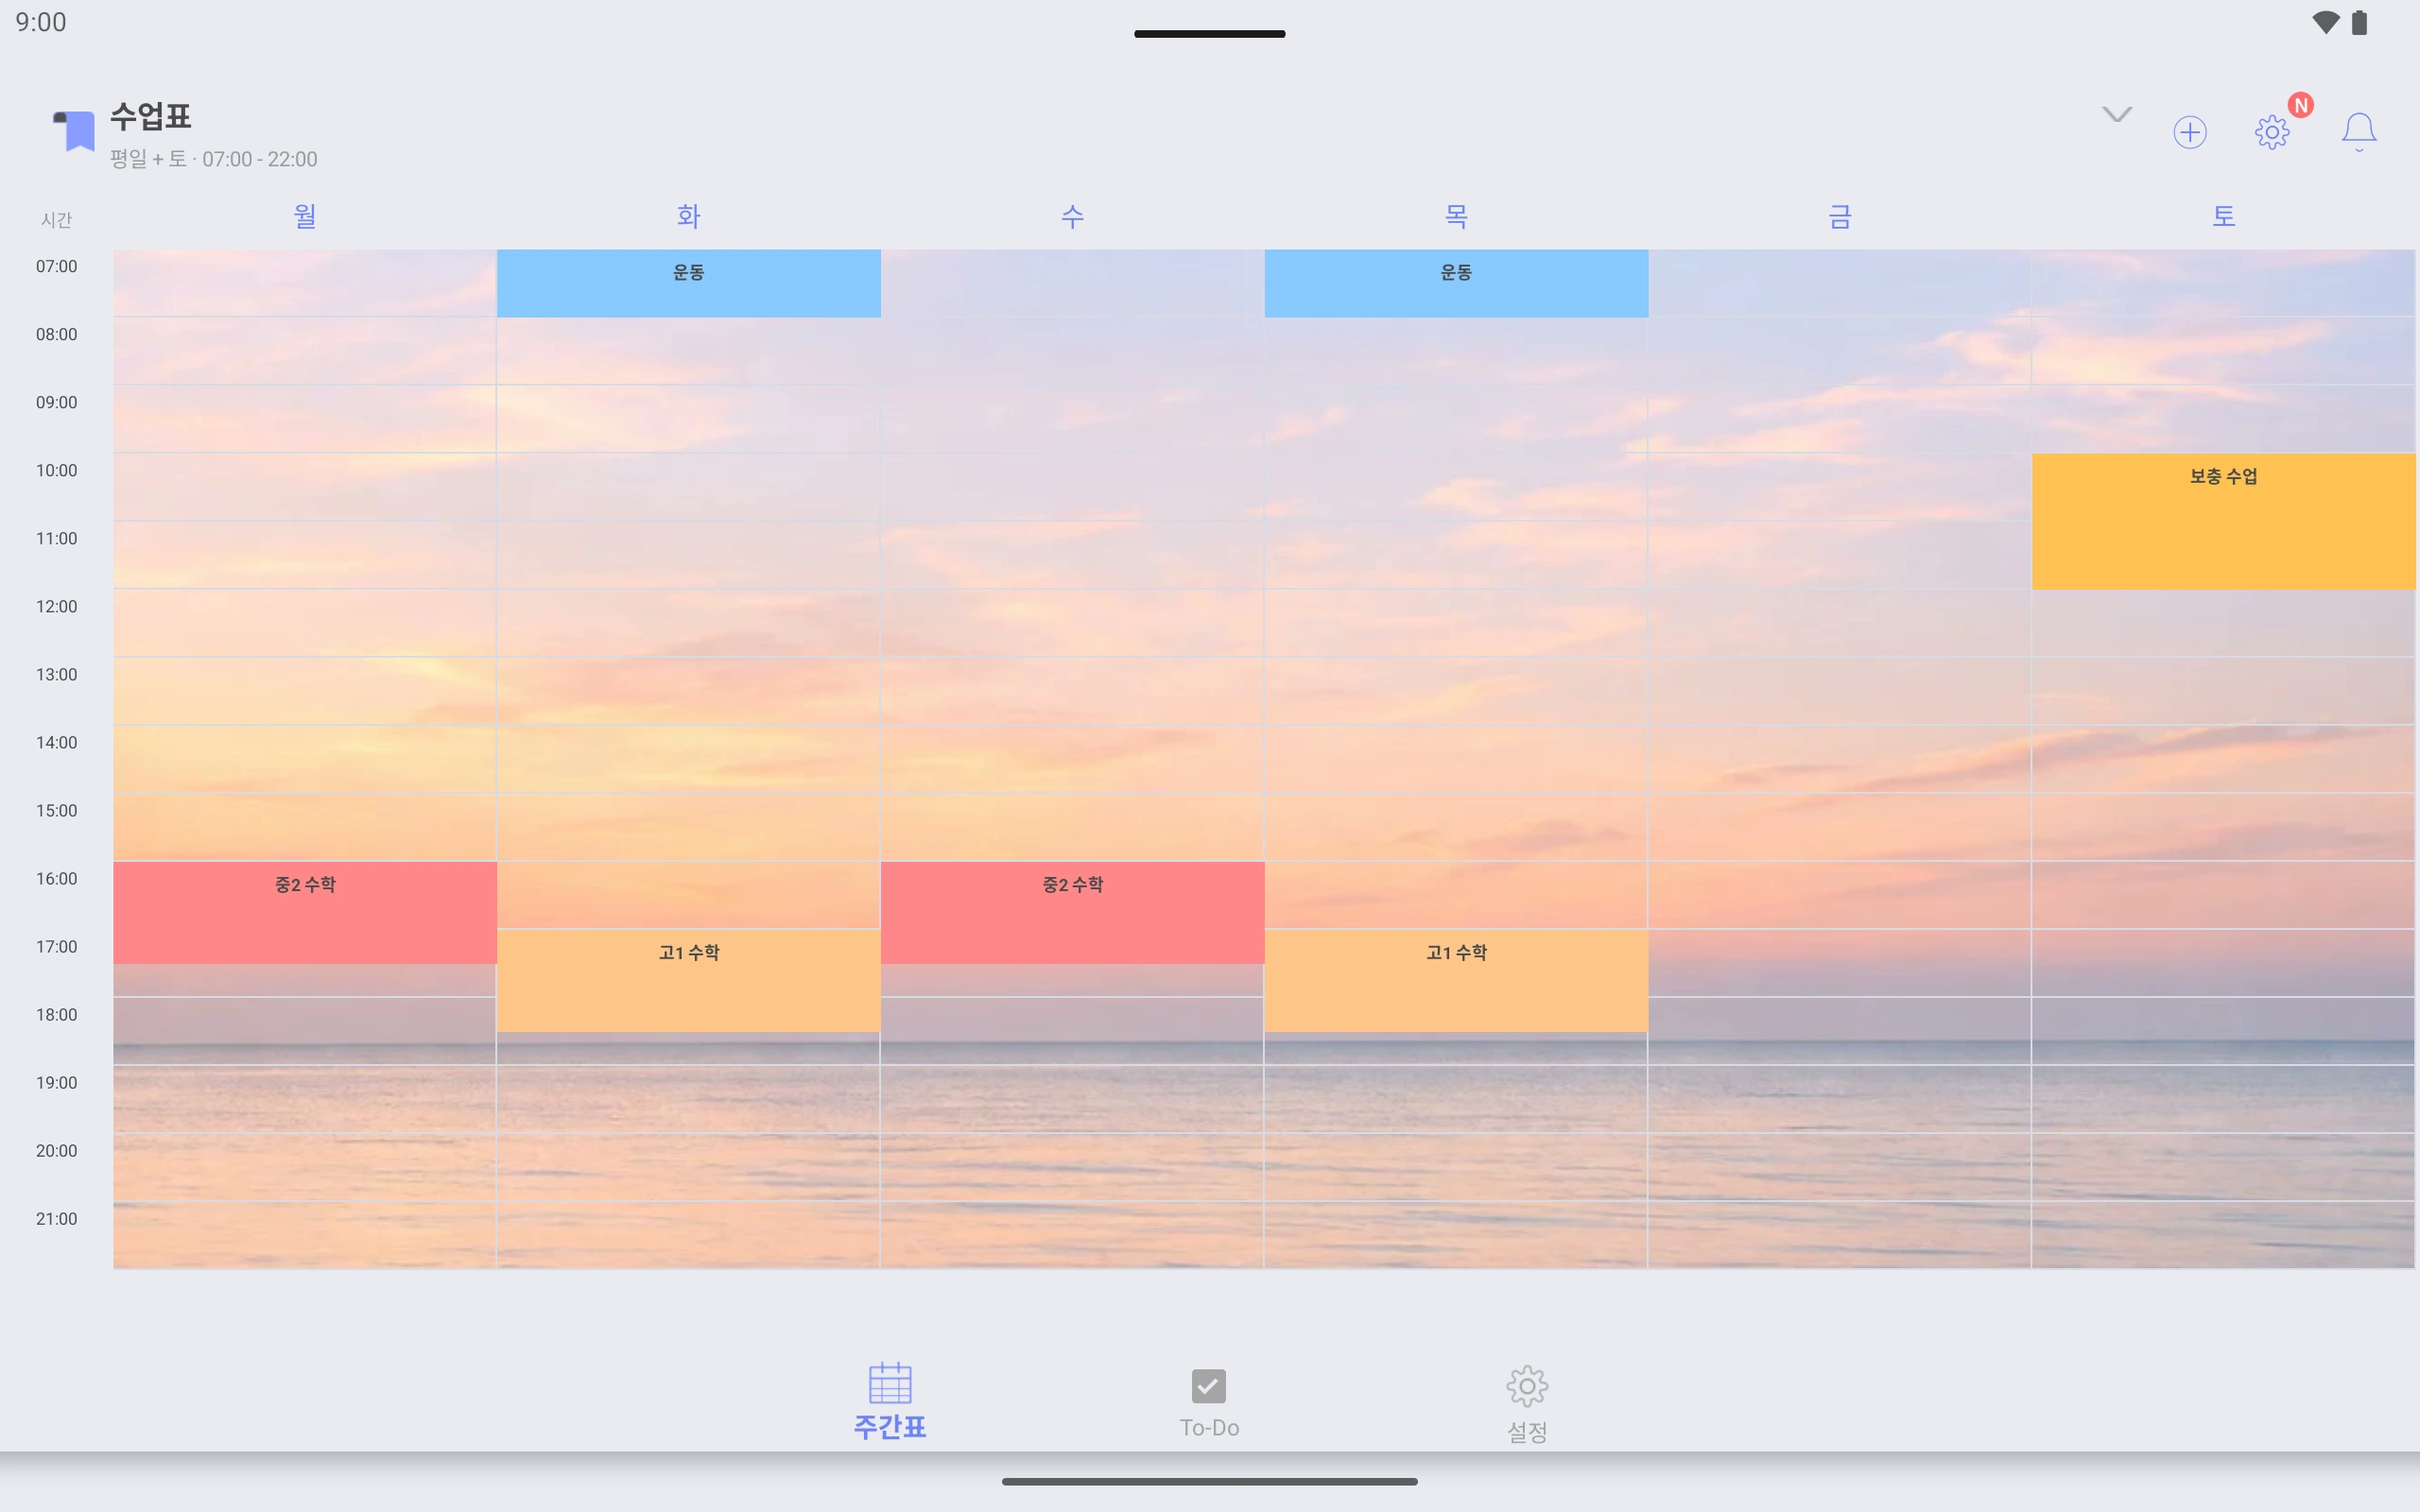 9:00
수업표
N
평일 + 토 · 07:00 - 22:00
시간 월 화 수 목 금 토
07:00 운동 운동
08:00
09:00
10:00 보충 수업
11:00
12:00
13:00
14:00
15:00
16:00 중2 수학 중2 수학
17:00 고1 수학 고1 수학
18:00
19:00
20:00
21:00
주간표 To-Do 설정